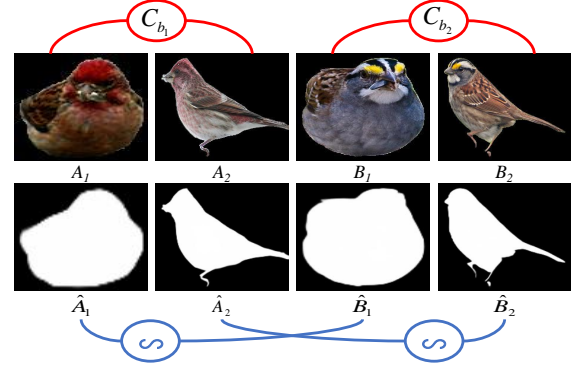 C_{b_1} C_{b_2}
A_1 A_2 B_1 B_2
Â_1 Â_2 B̂_1 B̂_2
∽ ∽